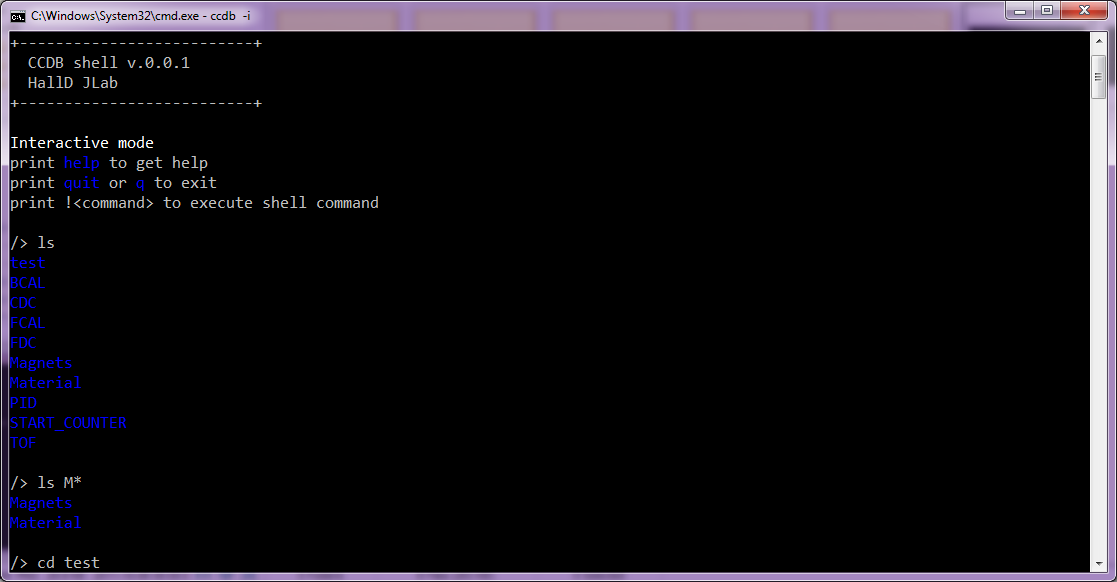 C:\Windows\System32\cmd.exe - ccdb -i
+--------------------------+
CCDB shell v.0.0.1
HallD JLab
+--------------------------+
Interactive mode
print help to get help
print quit or q to exit
print !<command> to execute shell command
/> ls
test
BCAL
CDC
FCAL
FDC
Magnets
Material
PID
START_COUNTER
TOF
/> ls M*
Magnets
Material
/> cd test